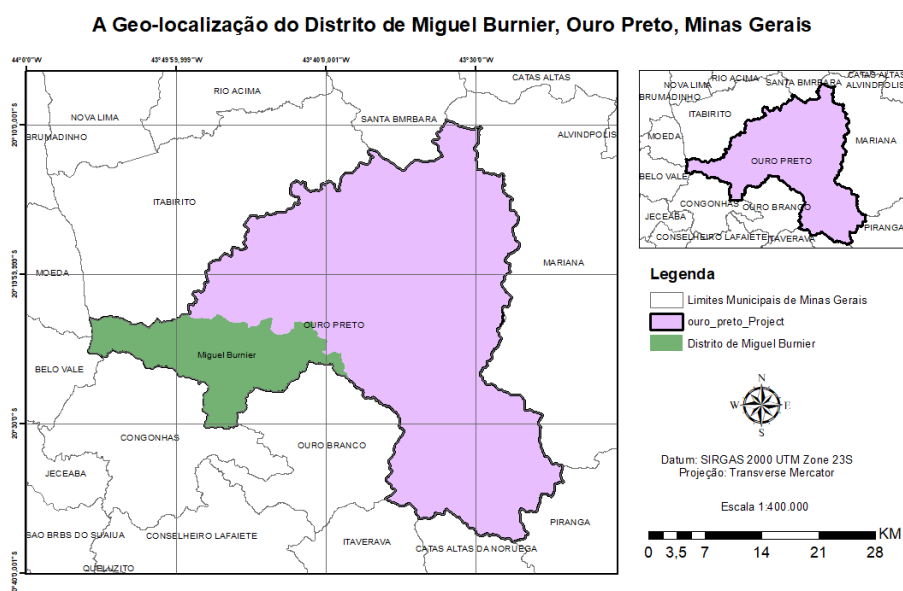 A Geo-localização do Distrito de Miguel Burnier, Ouro Preto, Minas Gerais
44°0'0"W
43°49'59,999"W
43°30'0"W
CATAS ALTAS
RIO ACIMA
NOVA LIMA
SANTA BMRBARA
BRUMADINHO
ALVINDPOLIS
ITABIRITO
MARIANA
MOEDA
OURO PRETO
Miguel Burnier
BELO VALE
CONGONHAS
OURO BRANCO
JECEABA
PIRANGA
SAO BRBS DO SUAIUA
CONSELHEIRO LAFAIETE
ITAVERAVA
CATAS ALTAS DA NORUEGA
QUELUZITO
RIO ACIMA
SANTA BMRBARA
CATAS ALTAS
NOVA LIMA
ALVINDPOLIS
BRUMADINHO
ITABIRITO
MOEDA
MARIANA
OURO PRETO
BELO VALE
CONGONHAS
OURO BRANCO
JECEABA
PIRANGA
CONSELHEIRO LAFAIETE
ITAVERAVA
Legenda
Limites Municipais de Minas Gerais
ouro_preto_Project
Distrito de Miguel Burnier
N
W
E
S
Datum: SIRGAS 2000 UTM Zone 23S
Projeção: Transverse Mercator
Escala 1:400.000
KM
0 3,5 7 14 21 28